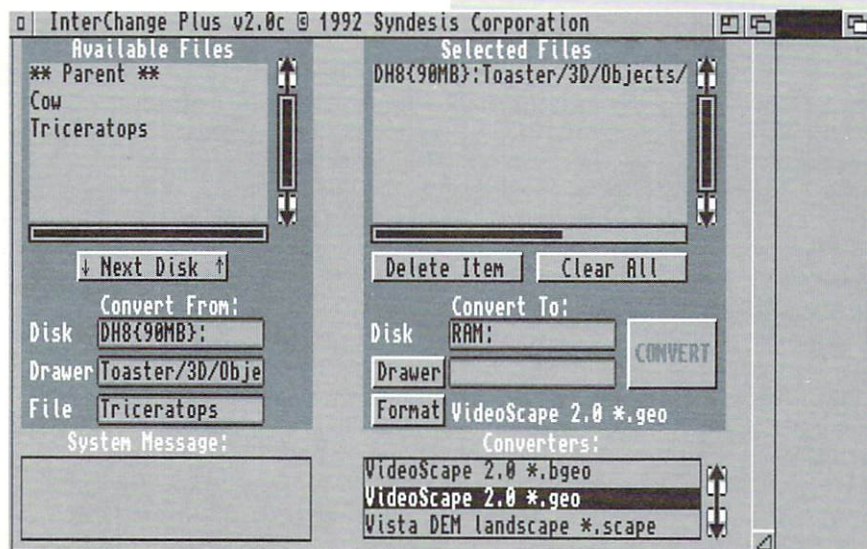 InterChange Plus v2.0c © 1992 Syndesis Corporation
Available Files
** Parent **
Cow
Triceratops
↓ Next Disk ↑
Convert From:
Disk DH8{90MB}:
Drawer Toaster/3D/Obje
File Triceratops
System Message:
Selected Files
DH8{90MB}:Toaster/3D/Objects/
Delete Item Clear All
Convert To:
Disk RAM:
Drawer
CONVERT
Format VideoScape 2.0 *.geo
Converters:
VideoScape 2.0 *.bgeo
VideoScape 2.0 *.geo
Vista DEM landscape *.scape